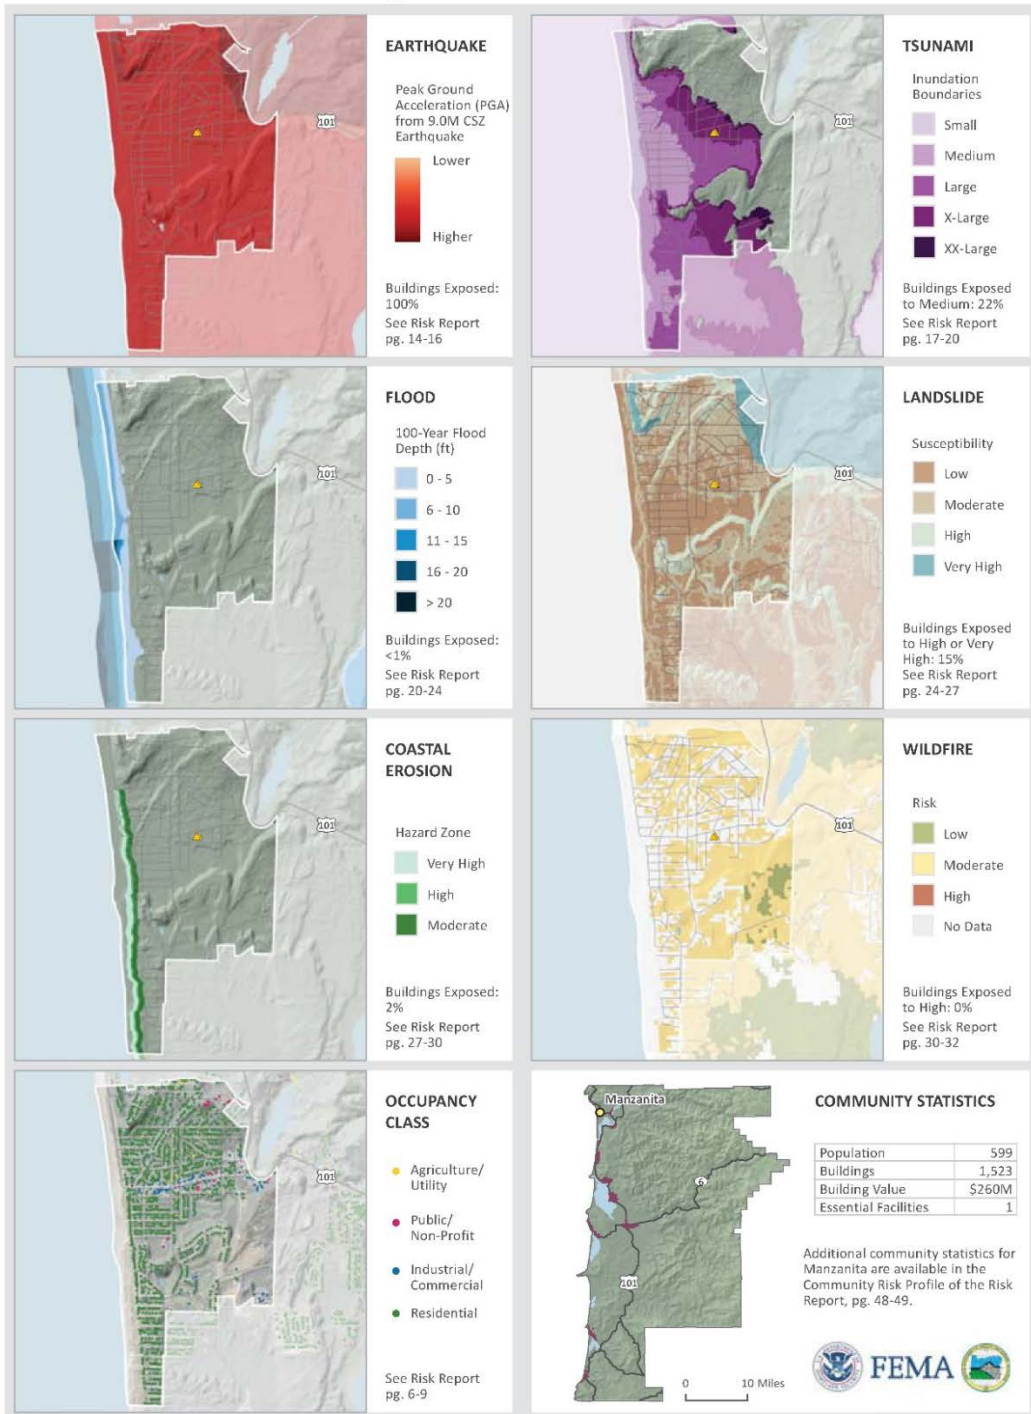 EARTHQUAKE
Peak Ground
Acceleration (PGA)
from 9.0M CSZ
Earthquake
Lower
Higher
Buildings Exposed:
100%
See Risk Report
pg. 14-16
101
TSUNAMI
Inundation
Boundaries
Small
Medium
Large
X-Large
XX-Large
Buildings Exposed
to Medium: 22%
See Risk Report
pg. 17-20
101
FLOOD
100-Year Flood
Depth (ft)
0 - 5
6 - 10
11 - 15
16 - 20
> 20
Buildings Exposed:
<1%
See Risk Report
pg. 20-24
101
LANDSLIDE
Susceptibility
Low
Moderate
High
Very High
Buildings Exposed
to High or Very
High: 15%
See Risk Report
pg. 24-27
101
COASTAL
EROSION
Hazard Zone
Very High
High
Moderate
Buildings Exposed:
2%
See Risk Report
pg. 27-30
101
WILDFIRE
Risk
Low
Moderate
High
No Data
Buildings Exposed
to High: 0%
See Risk Report
pg. 30-32
101
OCCUPANCY
CLASS
Agriculture/
Utility
Public/
Non-Profit
Industrial/
Commercial
Residential
See Risk Report
pg. 6-9
101
Manzanita
6
101
0 10 Miles
COMMUNITY STATISTICS
Population 599
Buildings 1,523
Building Value $260M
Essential Facilities 1
Additional community statistics for
Manzanita are available in the
Community Risk Profile of the Risk
Report, pg. 48-49.
FEMA